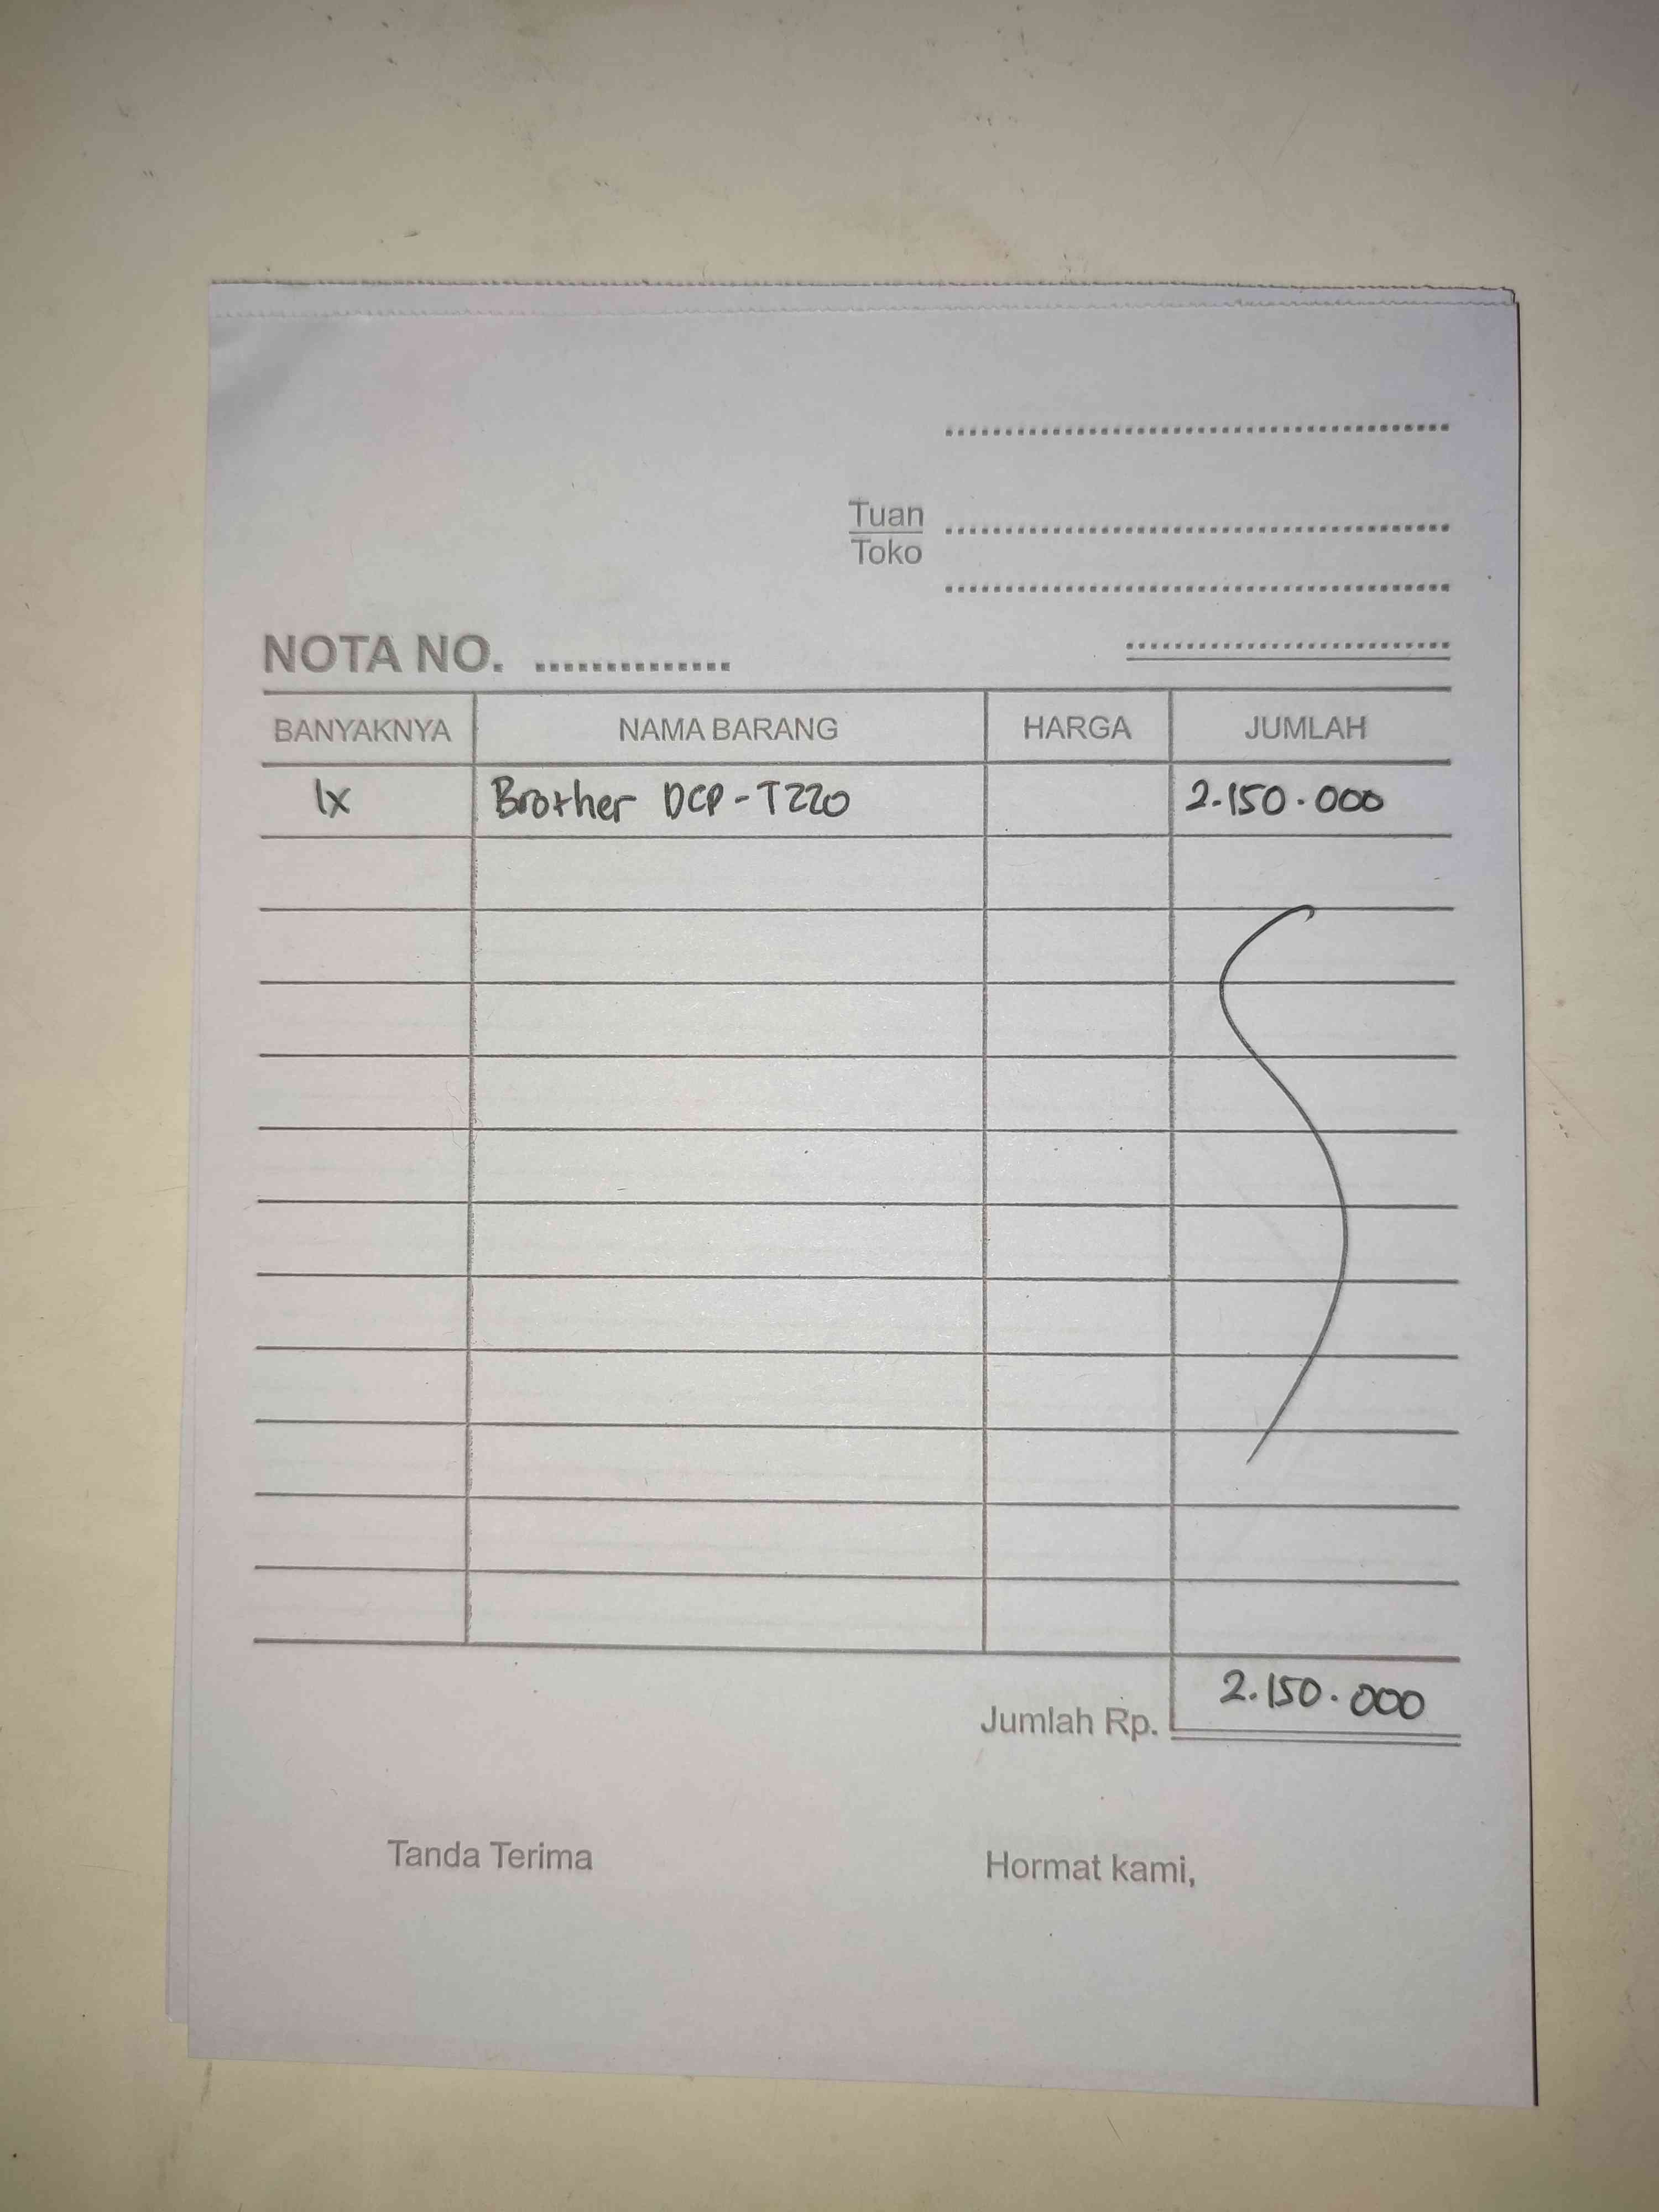 Tuan
Toko
NOTA NO. ..............
BANYAKNYA NAMA BARANG HARGA JUMLAH
1x Brother DCP-T220 2.150.000
Jumlah Rp. 2.150.000
Tanda Terima Hormat kami,